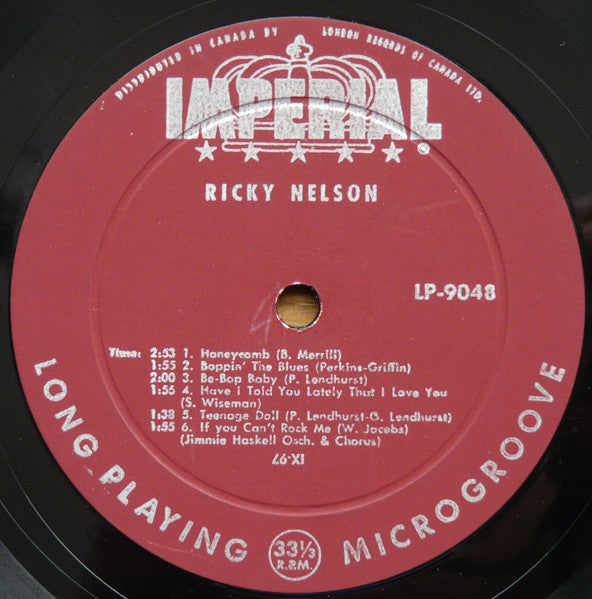 DISTRIBUTED IN CANADA BY LONDON RECORDS OF CANADA LTD.
IMPERIAL
®
RICKY NELSON
LP-9048
Time: 2:53 1. Honeycomb (B. Merrill)
1:55 2. Boppin' The Blues (Perkins-Griffin)
2:00 3. Be-Bop Baby (P. Lendhurst)
1:55 4. Have I Told You Lately That I Love You
(S. Wiseman)
1:38 5. Teenage Doll (P. Lendhurst-G. Lendhurst)
1:55 6. If you Can't Rock Me (W. Jacobs)
(Jimmie Haskell Orch. & Chorus)
LONG PLAYING
33⅓
R.P.M.
MICROGROOVE